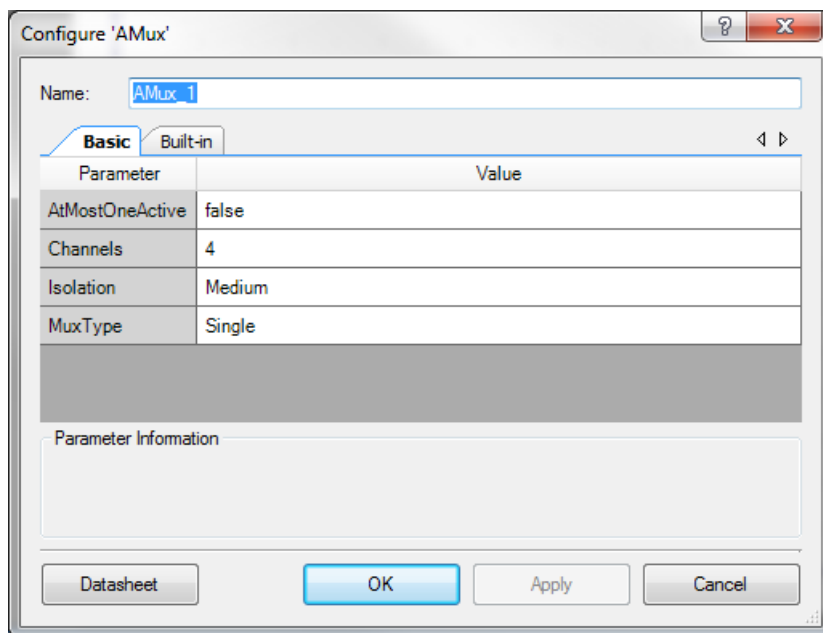 Configure 'AMux'
Name: AMux_1
Basic Built-in
Parameter Value
AtMostOneActive false
Channels 4
Isolation Medium
MuxType Single
Parameter Information
Datasheet OK Apply Cancel